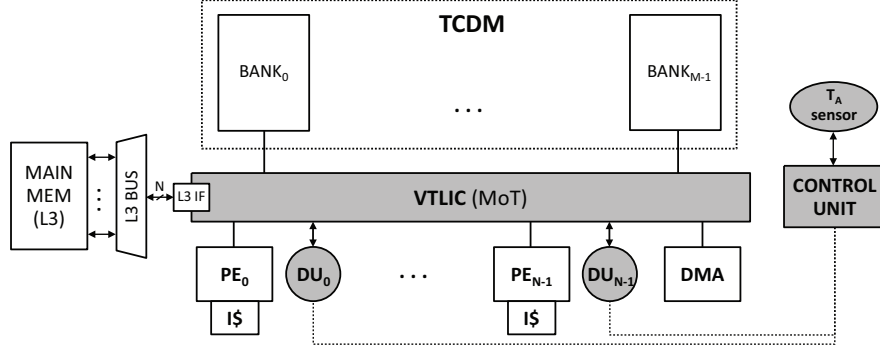 TCDM
BANK0
BANKM-1
. . .
TA
sensor
MAIN
MEM
(L3)
. . .
L3 BUS
N
L3 IF
VTLIC (MoT)
CONTROL
UNIT
PE0
DU0
. . .
PEN-1
DUN-1
DMA
I$
I$